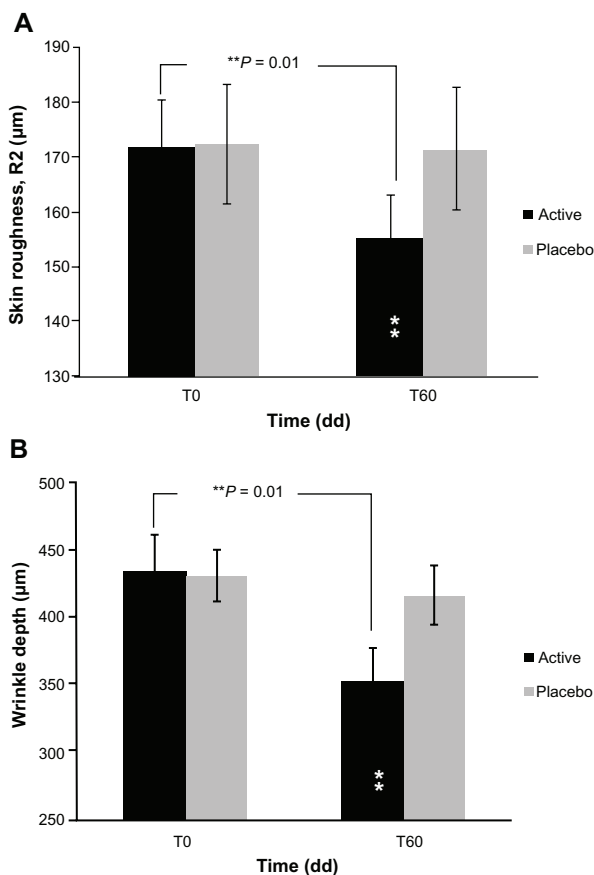 A
190
180
170
160
150
140
130
Skin roughness, R2 (µm)
**P = 0.01
**
T0
T60
Time (dd)
Active
Placebo
B
500
450
400
350
300
250
Wrinkle depth (µm)
**P = 0.01
**
T0
T60
Time (dd)
Active
Placebo